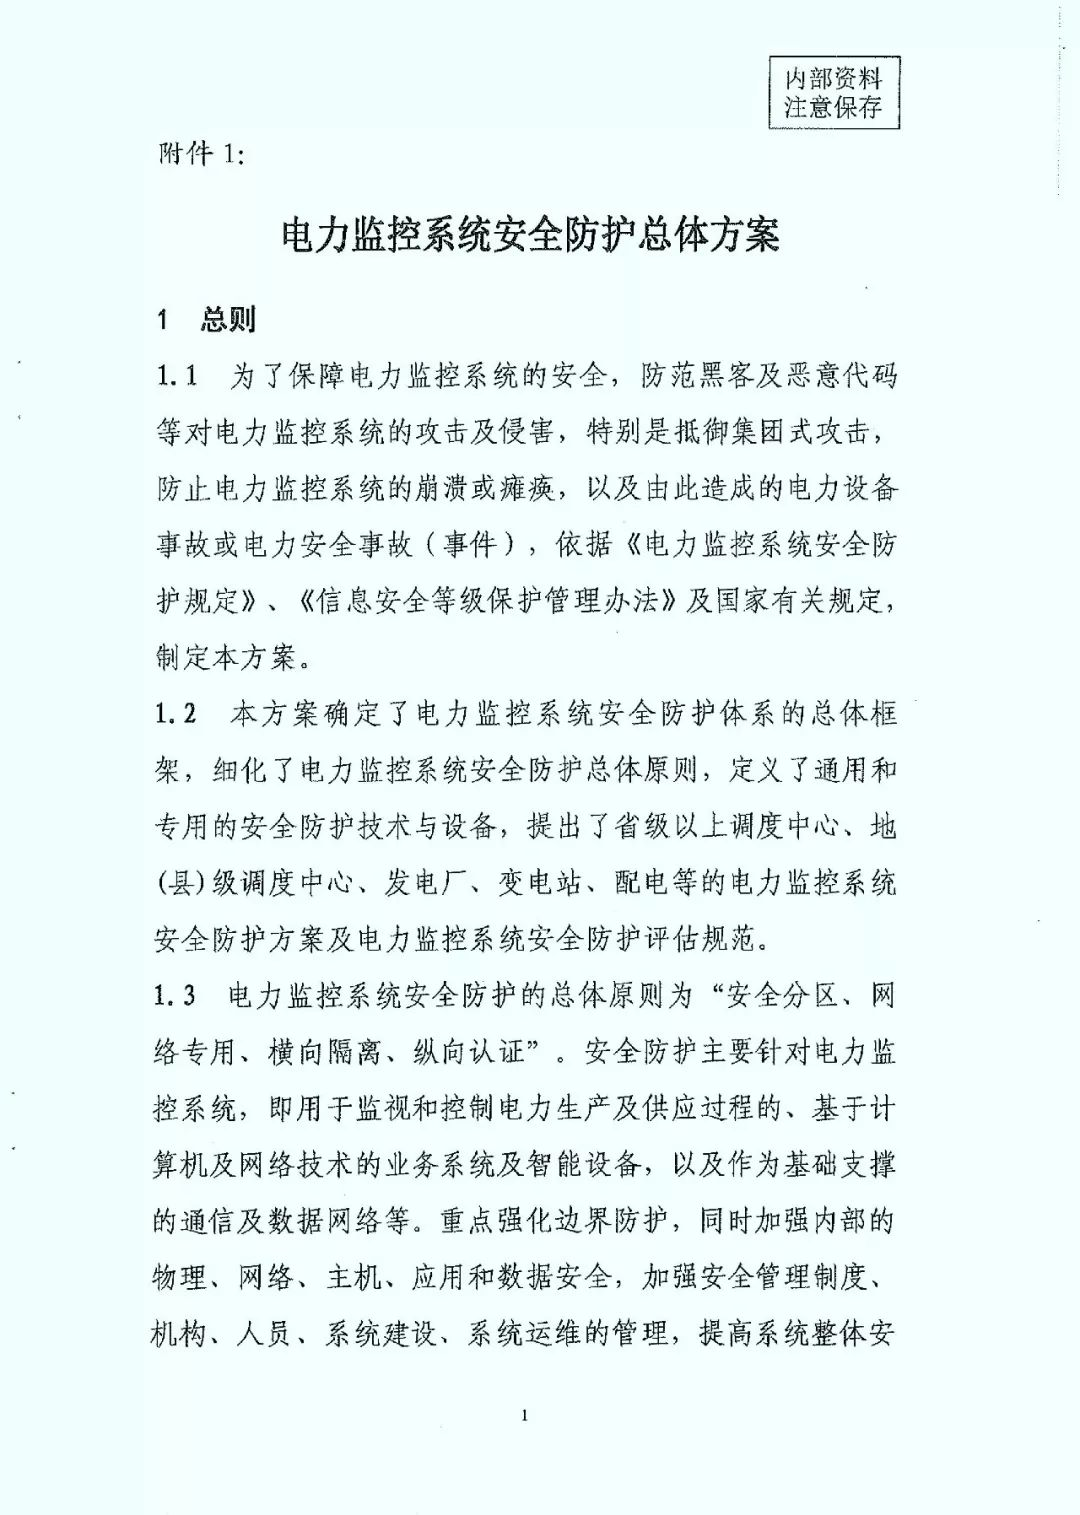 内部资料
注意保存
附件 1:
电力监控系统安全防护总体方案
1 总则
1.1 为了保障电力监控系统的安全，防范黑客及恶意代码
等对电力监控系统的攻击及侵害，特别是抵御集团式攻击，
防止电力监控系统的崩溃或瘫痪，以及由此造成的电力设备
事故或电力安全事故（事件），依据《电力监控系统安全防
护规定》、《信息安全等级保护管理办法》及国家有关规定，
制定本方案。
1.2 本方案确定了电力监控系统安全防护体系的总体框
架，细化了电力监控系统安全防护总体原则，定义了通用和
专用的安全防护技术与设备，提出了省级以上调度中心、地
(县)级调度中心、发电厂、变电站、配电等的电力监控系统
安全防护方案及电力监控系统安全防护评估规范。
1.3 电力监控系统安全防护的总体原则为“安全分区、网
络专用、横向隔离、纵向认证”。安全防护主要针对电力监
控系统，即用于监视和控制电力生产及供应过程的、基于计
算机及网络技术的业务系统及智能设备，以及作为基础支撑
的通信及数据网络等。重点强化边界防护，同时加强内部的
物理、网络、主机、应用和数据安全，加强安全管理制度、
机构、人员、系统建设、系统运维的管理，提高系统整体安
1